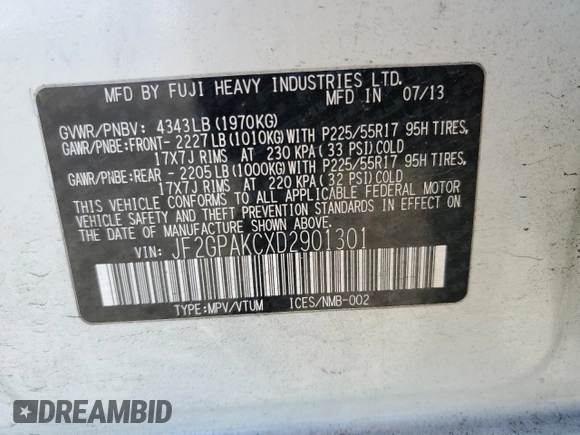 MFD BY FUJI HEAVY INDUSTRIES LTD.
MFD IN 07/13
GVWR/PNBV: 4343LB(1970KG)
GAWR/PNBE:FRONT- 2227LB(1010KG)WITH P225/55R17 95H TIRES,
17X7J RIMS AT 230 KPA(33 PSI)COLD
GAWR/PNBE:REAR - 2205LB(1000KG)WITH P225/55R17 95H TIRES,
17X7J RIMS AT 220 KPA(32 PSI)COLD
THIS VEHICLE CONFORMS TO ALL APPLICABLE FEDERAL MOTOR
VEHICLE SAFETY AND THEFT PREVENTION STANDARDS IN EFFECT
ON THE DATE OF MANUFACTURE SHOWN ABOVE.
VIN: JF2GPAKCXD2901301
TYPE:MPV/VTUM ICES/NMB-002
DREAMBID